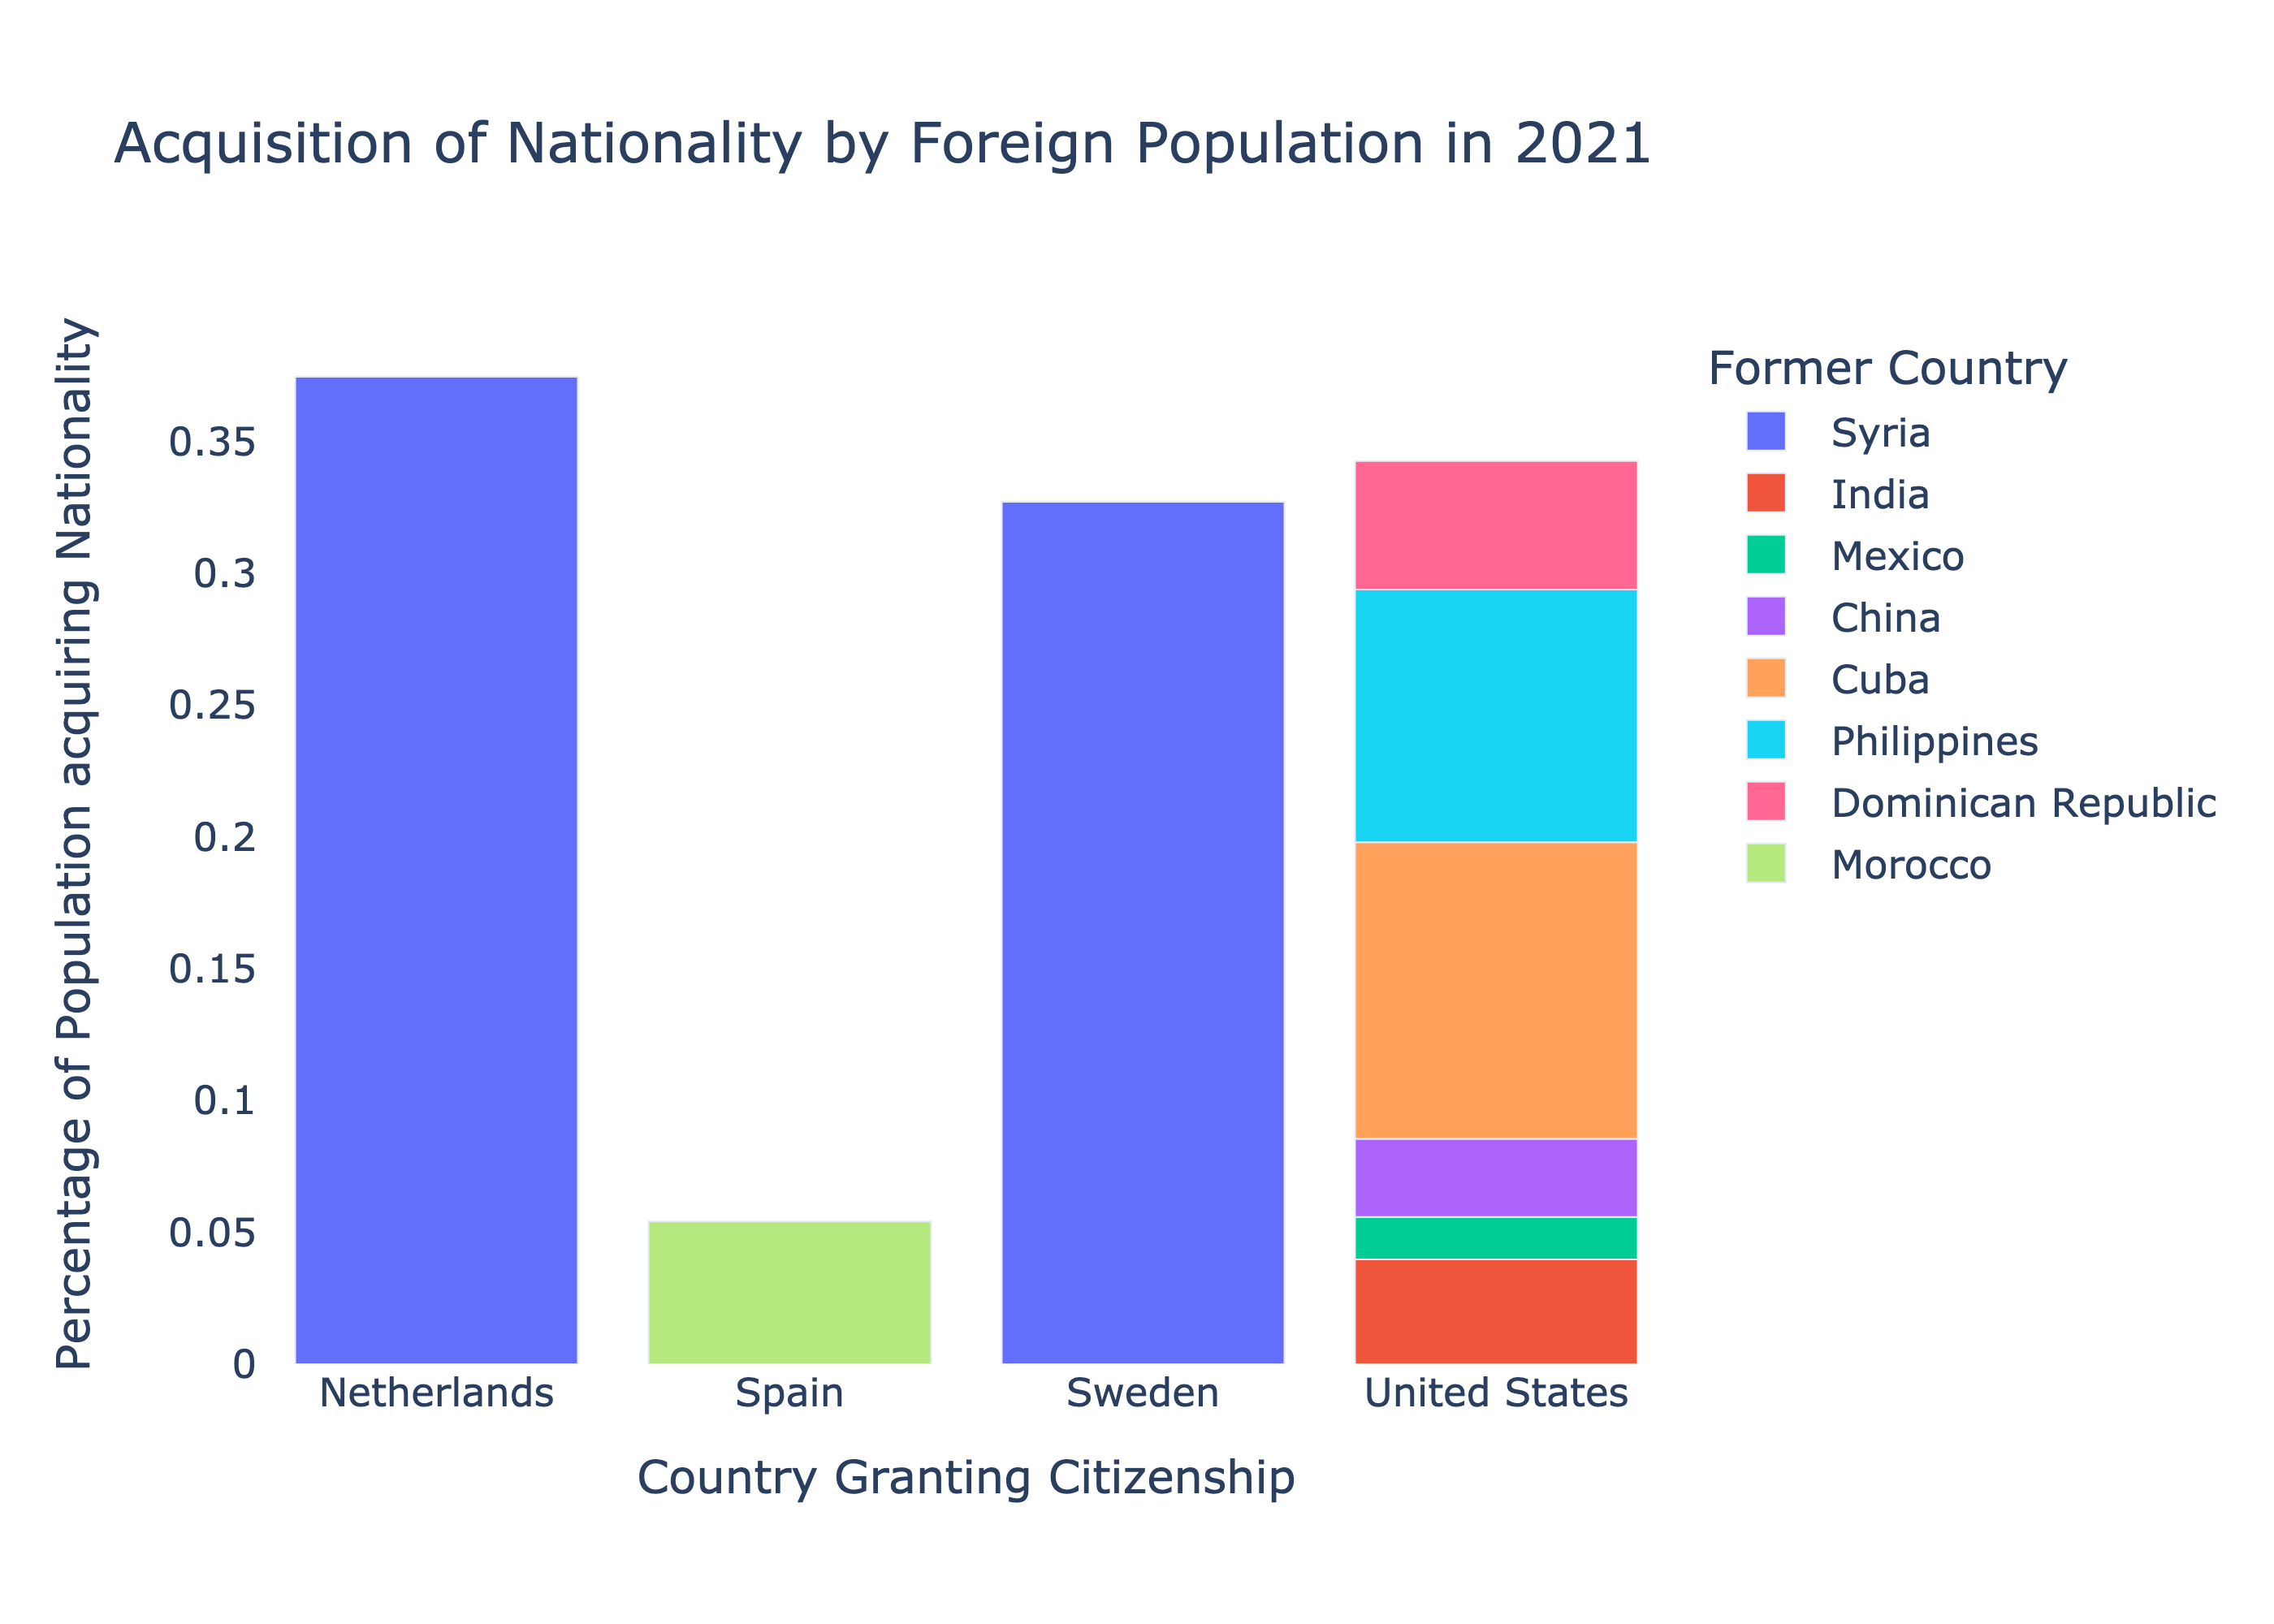 Acquisition of Nationality by Foreign Population in 2021
Percentage of Population acquiring Nationality
0.35
0.3
0.25
0.2
0.15
0.1
0.05
0
Netherlands
Spain
Sweden
United States
Country Granting Citizenship
Former Country
Syria
India
Mexico
China
Cuba
Philippines
Dominican Republic
Morocco